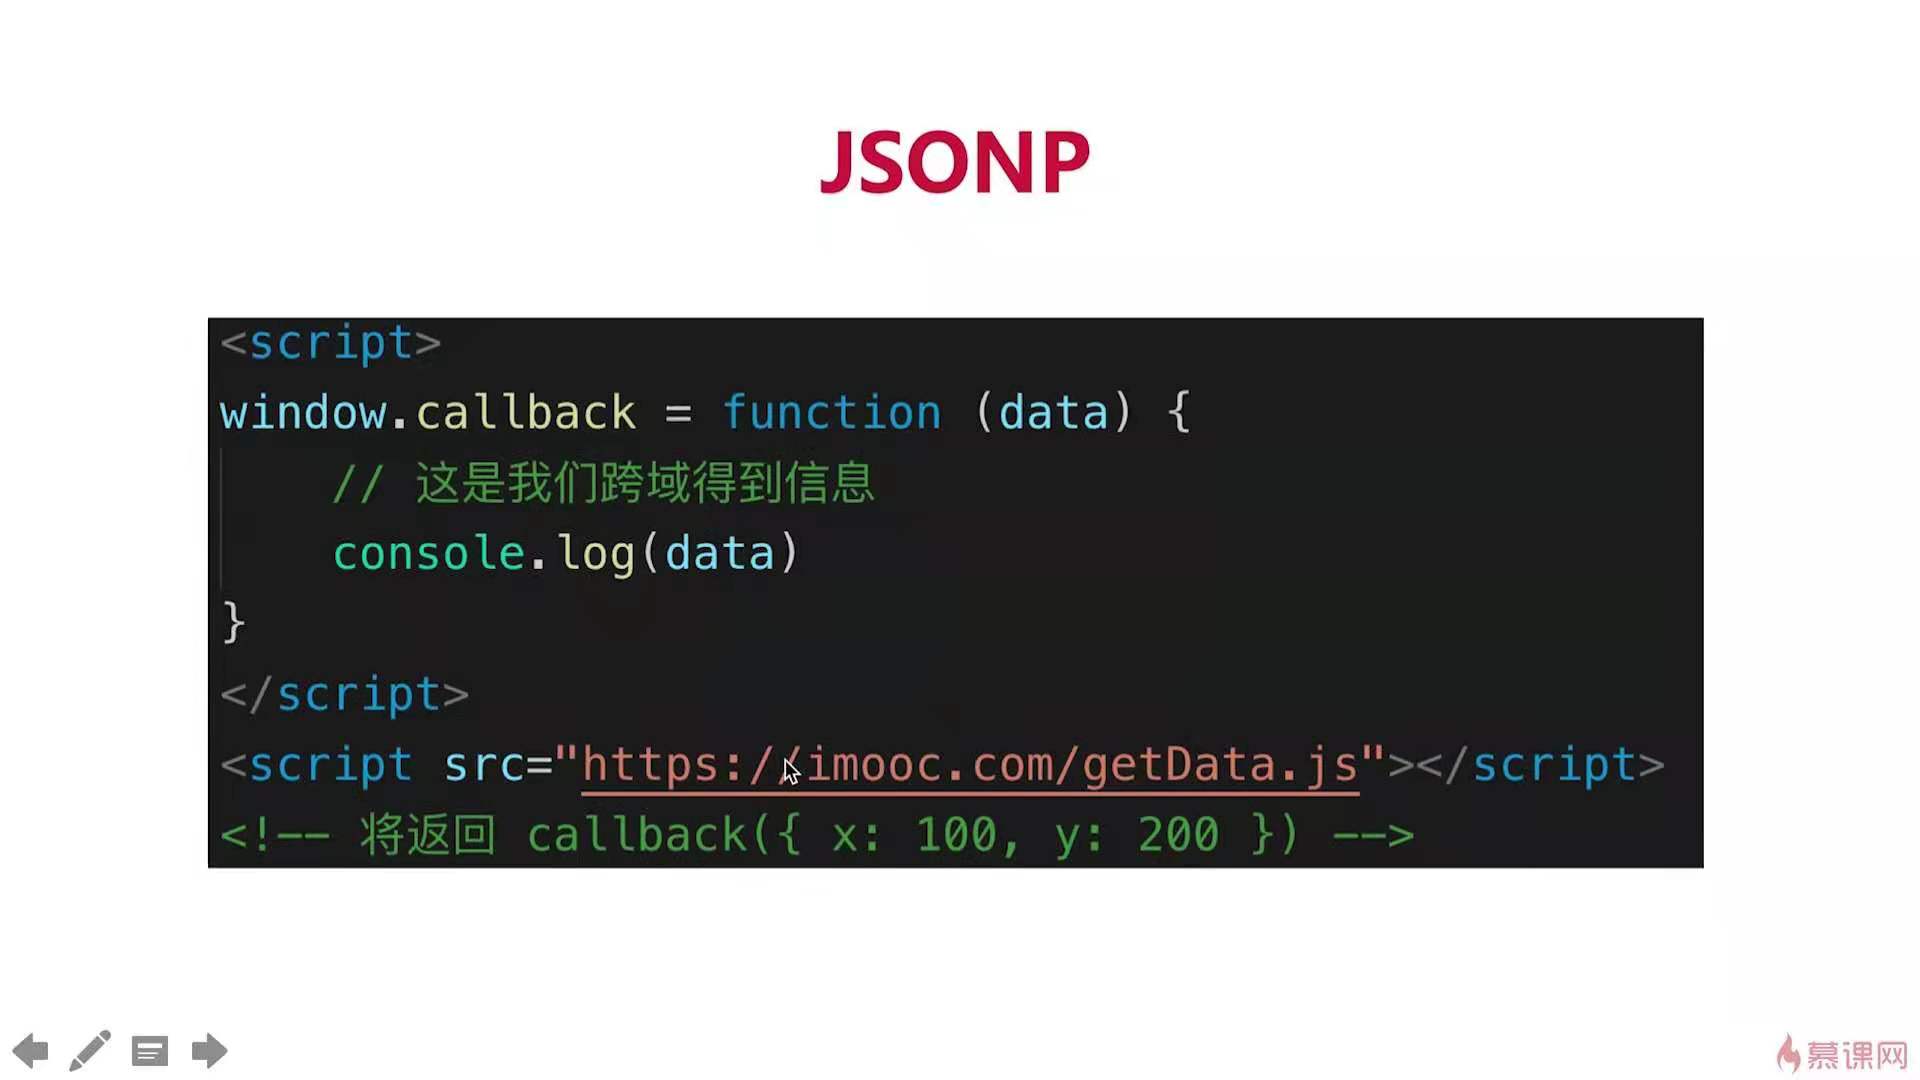 JSONP
<script>
window.callback = function (data) {
// 这是我们跨域得到信息
console.log(data)
}
</script>
<script src="https://imooc.com/getData.js"></script>
<!-- 将返回 callback({ x: 100, y: 200 }) -->
慕课网